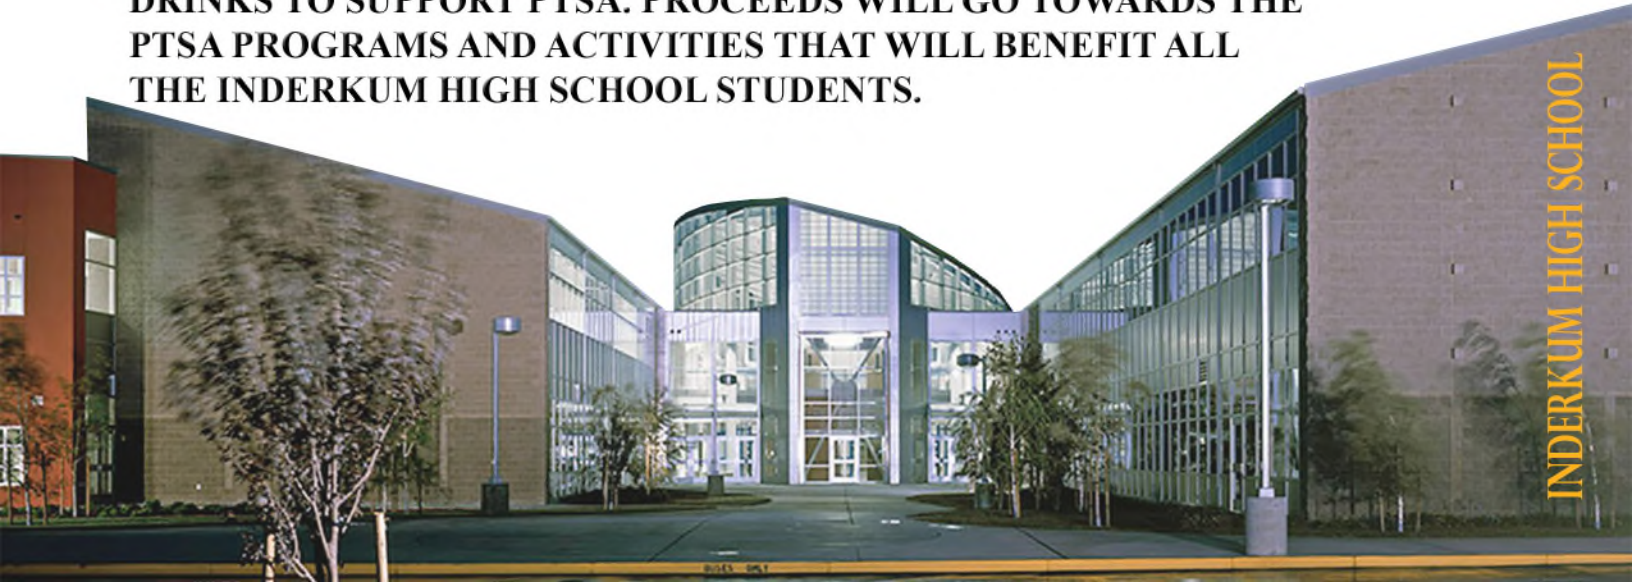 DRINKS TO SUPPORT PTSA. PROCEEDS WILL GO TOWARDS THE
PTSA PROGRAMS AND ACTIVITIES THAT WILL BENEFIT ALL
THE INDERKUM HIGH SCHOOL STUDENTS.
INDERKUM HIGH SCHOOL
BUSES ONLY